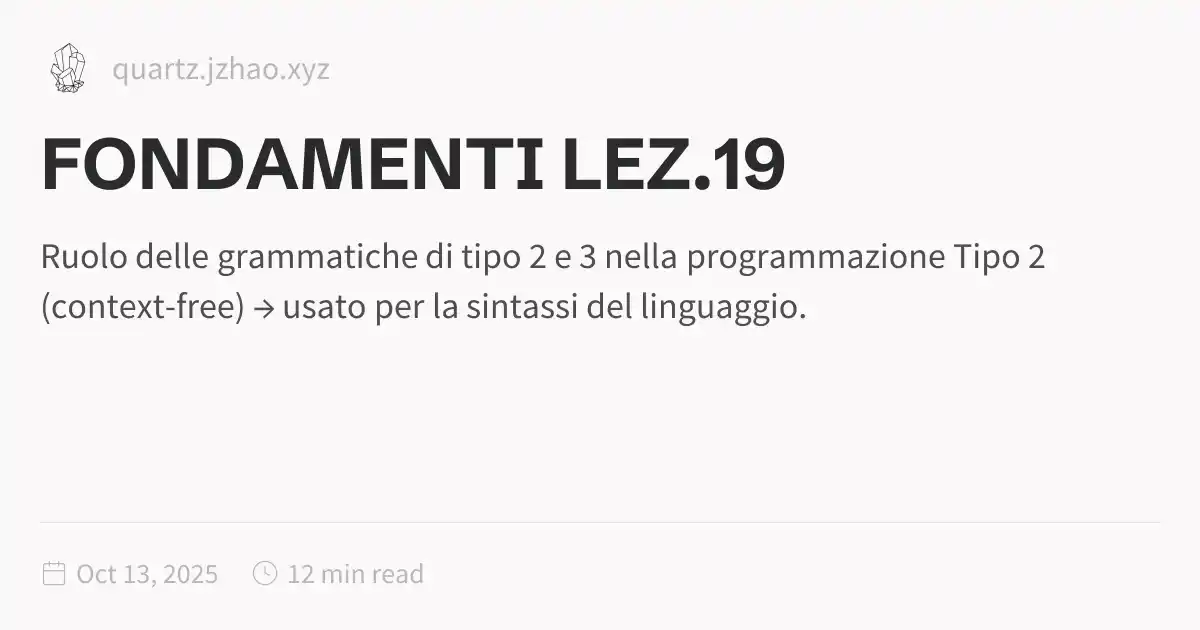 quartz.jzhao.xyz
FONDAMENTI LEZ.19
Ruolo delle grammatiche di tipo 2 e 3 nella programmazione Tipo 2
(context-free) → usato per la sintassi del linguaggio.
Oct 13, 2025 12 min read